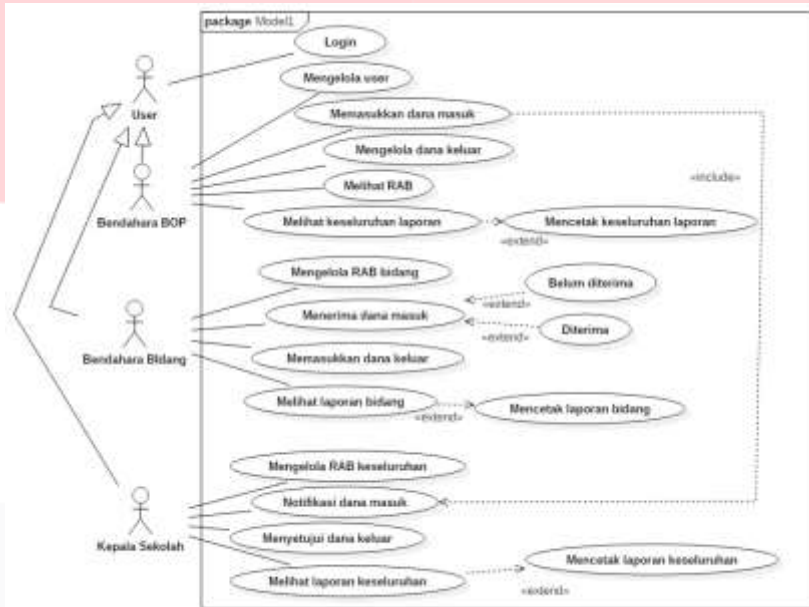 package Model1
Login
Mengelola user
User
Memasukkan dana masuk
Mengelola dana keluar
«include»
Melihat RAB
Bendahara BOP
Melihat keseluruhan laporan
Mencetak keseluruhan laporan
«extend»
Mengelola RAB bidang
Belum diterima
«extend»
Menerima dana masuk
Diterima
«extend»
Bendahara BIdang
Memasukkan dana keluar
Melihat laporan bidang
Mencetak laporan bidang
«extend»
Mengelola RAB keseluruhan
Notifikasi dana masuk
Kepala Sekolah
Menyetujui dana keluar
Mencetak laporan keseluruhan
Melihat laporan keseluruhan
«extend»